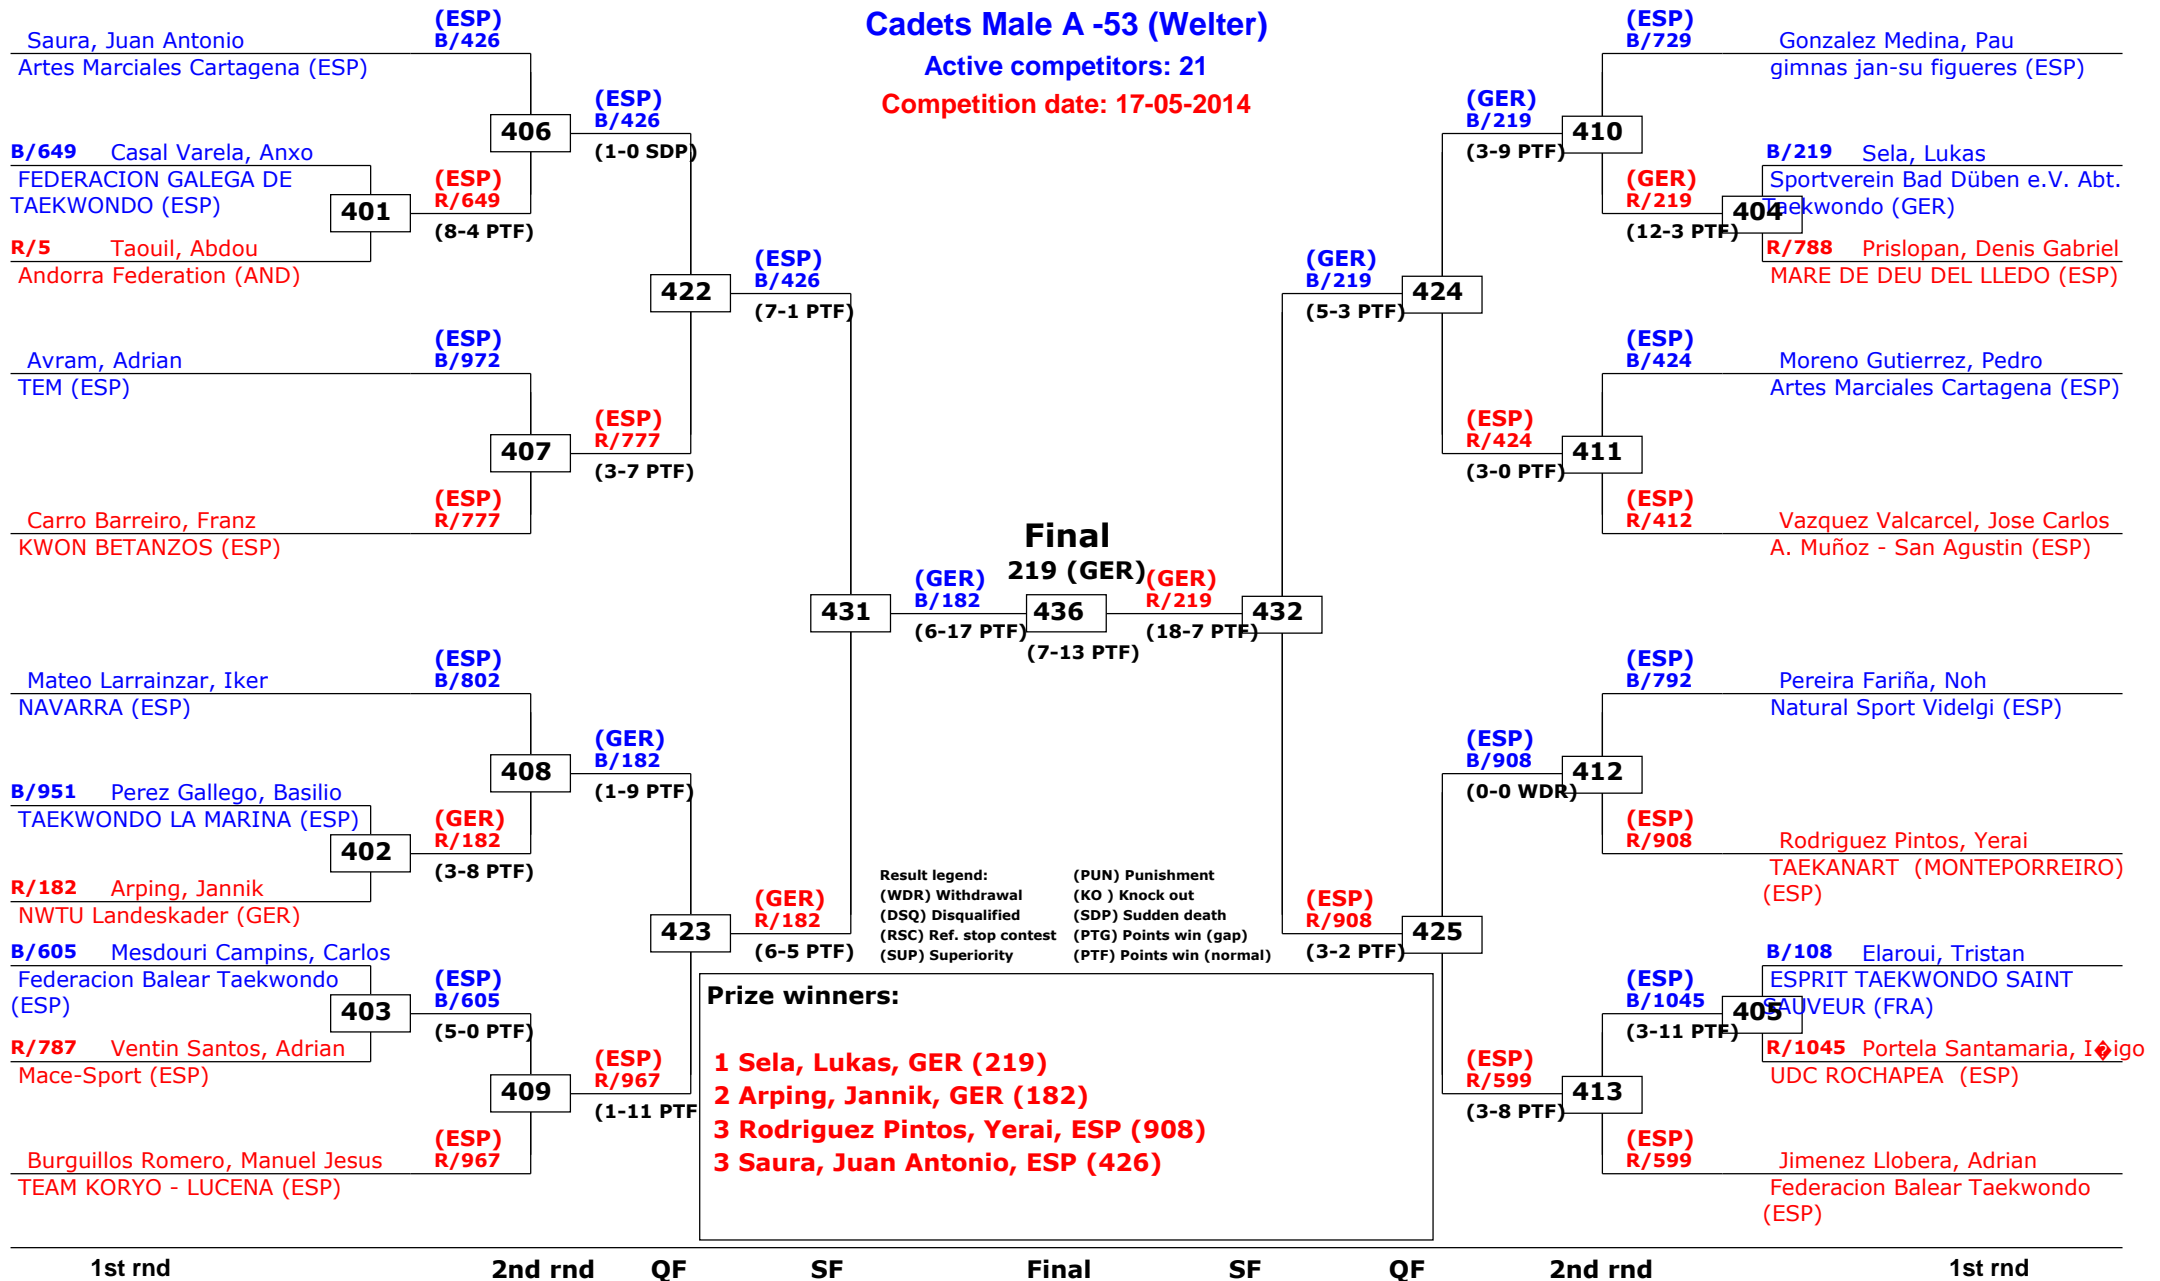 Cadets Male A -53 (Welter)
Active competitors: 21
Competition date: 17-05-2014
(ESP)
Saura, Juan Antonio B/426
Artes Marciales Cartagena (ESP)
(ESP)
B/426
406
(1-0 SDP)
B/649 Casal Varela, Anxo
FEDERACION GALEGA DE
TAEKWONDO (ESP)
401
(ESP)
R/649
(8-4 PTF)
R/5 Taouil, Abdou
Andorra Federation (AND)
422
(ESP)
B/426
(7-1 PTF)
(ESP)
Avram, Adrian B/972
TEM (ESP)
407
(ESP)
R/777
(3-7 PTF)
(ESP)
Carro Barreiro, Franz R/777
KWON BETANZOS (ESP)
431
(GER)
B/182
(6-17 PTF)
Final
219 (GER)
436
(7-13 PTF)
(GER)
R/219
(18-7 PTF)
432
(ESP)
Mateo Larrainzar, Iker B/802
NAVARRA (ESP)
408
(GER)
B/182
(1-9 PTF)
B/951 Perez Gallego, Basilio
TAEKWONDO LA MARINA (ESP)
402
(GER)
R/182
(3-8 PTF)
R/182 Arping, Jannik
NWTU Landeskader (GER)
423
(GER)
R/182
(6-5 PTF)
B/605 Mesdouri Campins, Carlos
Federacion Balear Taekwondo
(ESP)
403
(ESP)
B/605
(5-0 PTF)
R/787 Ventin Santos, Adrian
Mace-Sport (ESP)
409
(ESP)
R/967
(1-11 PTF
(ESP)
Burguillos Romero, Manuel Jesus R/967
TEAM KORYO - LUCENA (ESP)
(ESP)
B/729 Gonzalez Medina, Pau
gimnas jan-su figueres (ESP)
(GER)
B/219
410
(3-9 PTF)
B/219 Sela, Lukas
Sportverein Bad Düben e.V. Abt.
Taekwondo (GER)
(GER)
R/219
404
(12-3 PTF)
R/788 Prislopan, Denis Gabriel
MARE DE DEU DEL LLEDO (ESP)
(GER)
B/219
424
(5-3 PTF)
(ESP)
B/424 Moreno Gutierrez, Pedro
Artes Marciales Cartagena (ESP)
(ESP)
R/424
411
(3-0 PTF)
(ESP)
R/412 Vazquez Valcarcel, Jose Carlos
A. Muñoz - San Agustin (ESP)
(ESP)
B/792 Pereira Fariña, Noh
Natural Sport Videlgi (ESP)
(ESP)
B/908
412
(0-0 WDR)
(ESP)
R/908 Rodriguez Pintos, Yerai
TAEKANART (MONTEPORREIRO)
(ESP)
(ESP)
R/908
425
(3-2 PTF)
B/108 Elaroui, Tristan
ESPRIT TAEKWONDO SAINT
SAUVEUR (FRA)
(ESP)
B/1045
405
(3-11 PTF)
R/1045 Portela Santamaria, I�igo
UDC ROCHAPEA (ESP)
(ESP)
R/599
413
(3-8 PTF)
(ESP)
R/599 Jimenez Llobera, Adrian
Federacion Balear Taekwondo
(ESP)
Result legend: (PUN) Punishment
(WDR) Withdrawal (KO ) Knock out
(DSQ) Disqualified (SDP) Sudden death
(RSC) Ref. stop contest (PTG) Points win (gap)
(SUP) Superiority (PTF) Points win (normal)
Prize winners:
1 Sela, Lukas, GER (219)
2 Arping, Jannik, GER (182)
3 Rodriguez Pintos, Yerai, ESP (908)
3 Saura, Juan Antonio, ESP (426)
1st rnd 2nd rnd QF SF Final SF QF 2nd rnd 1st rnd